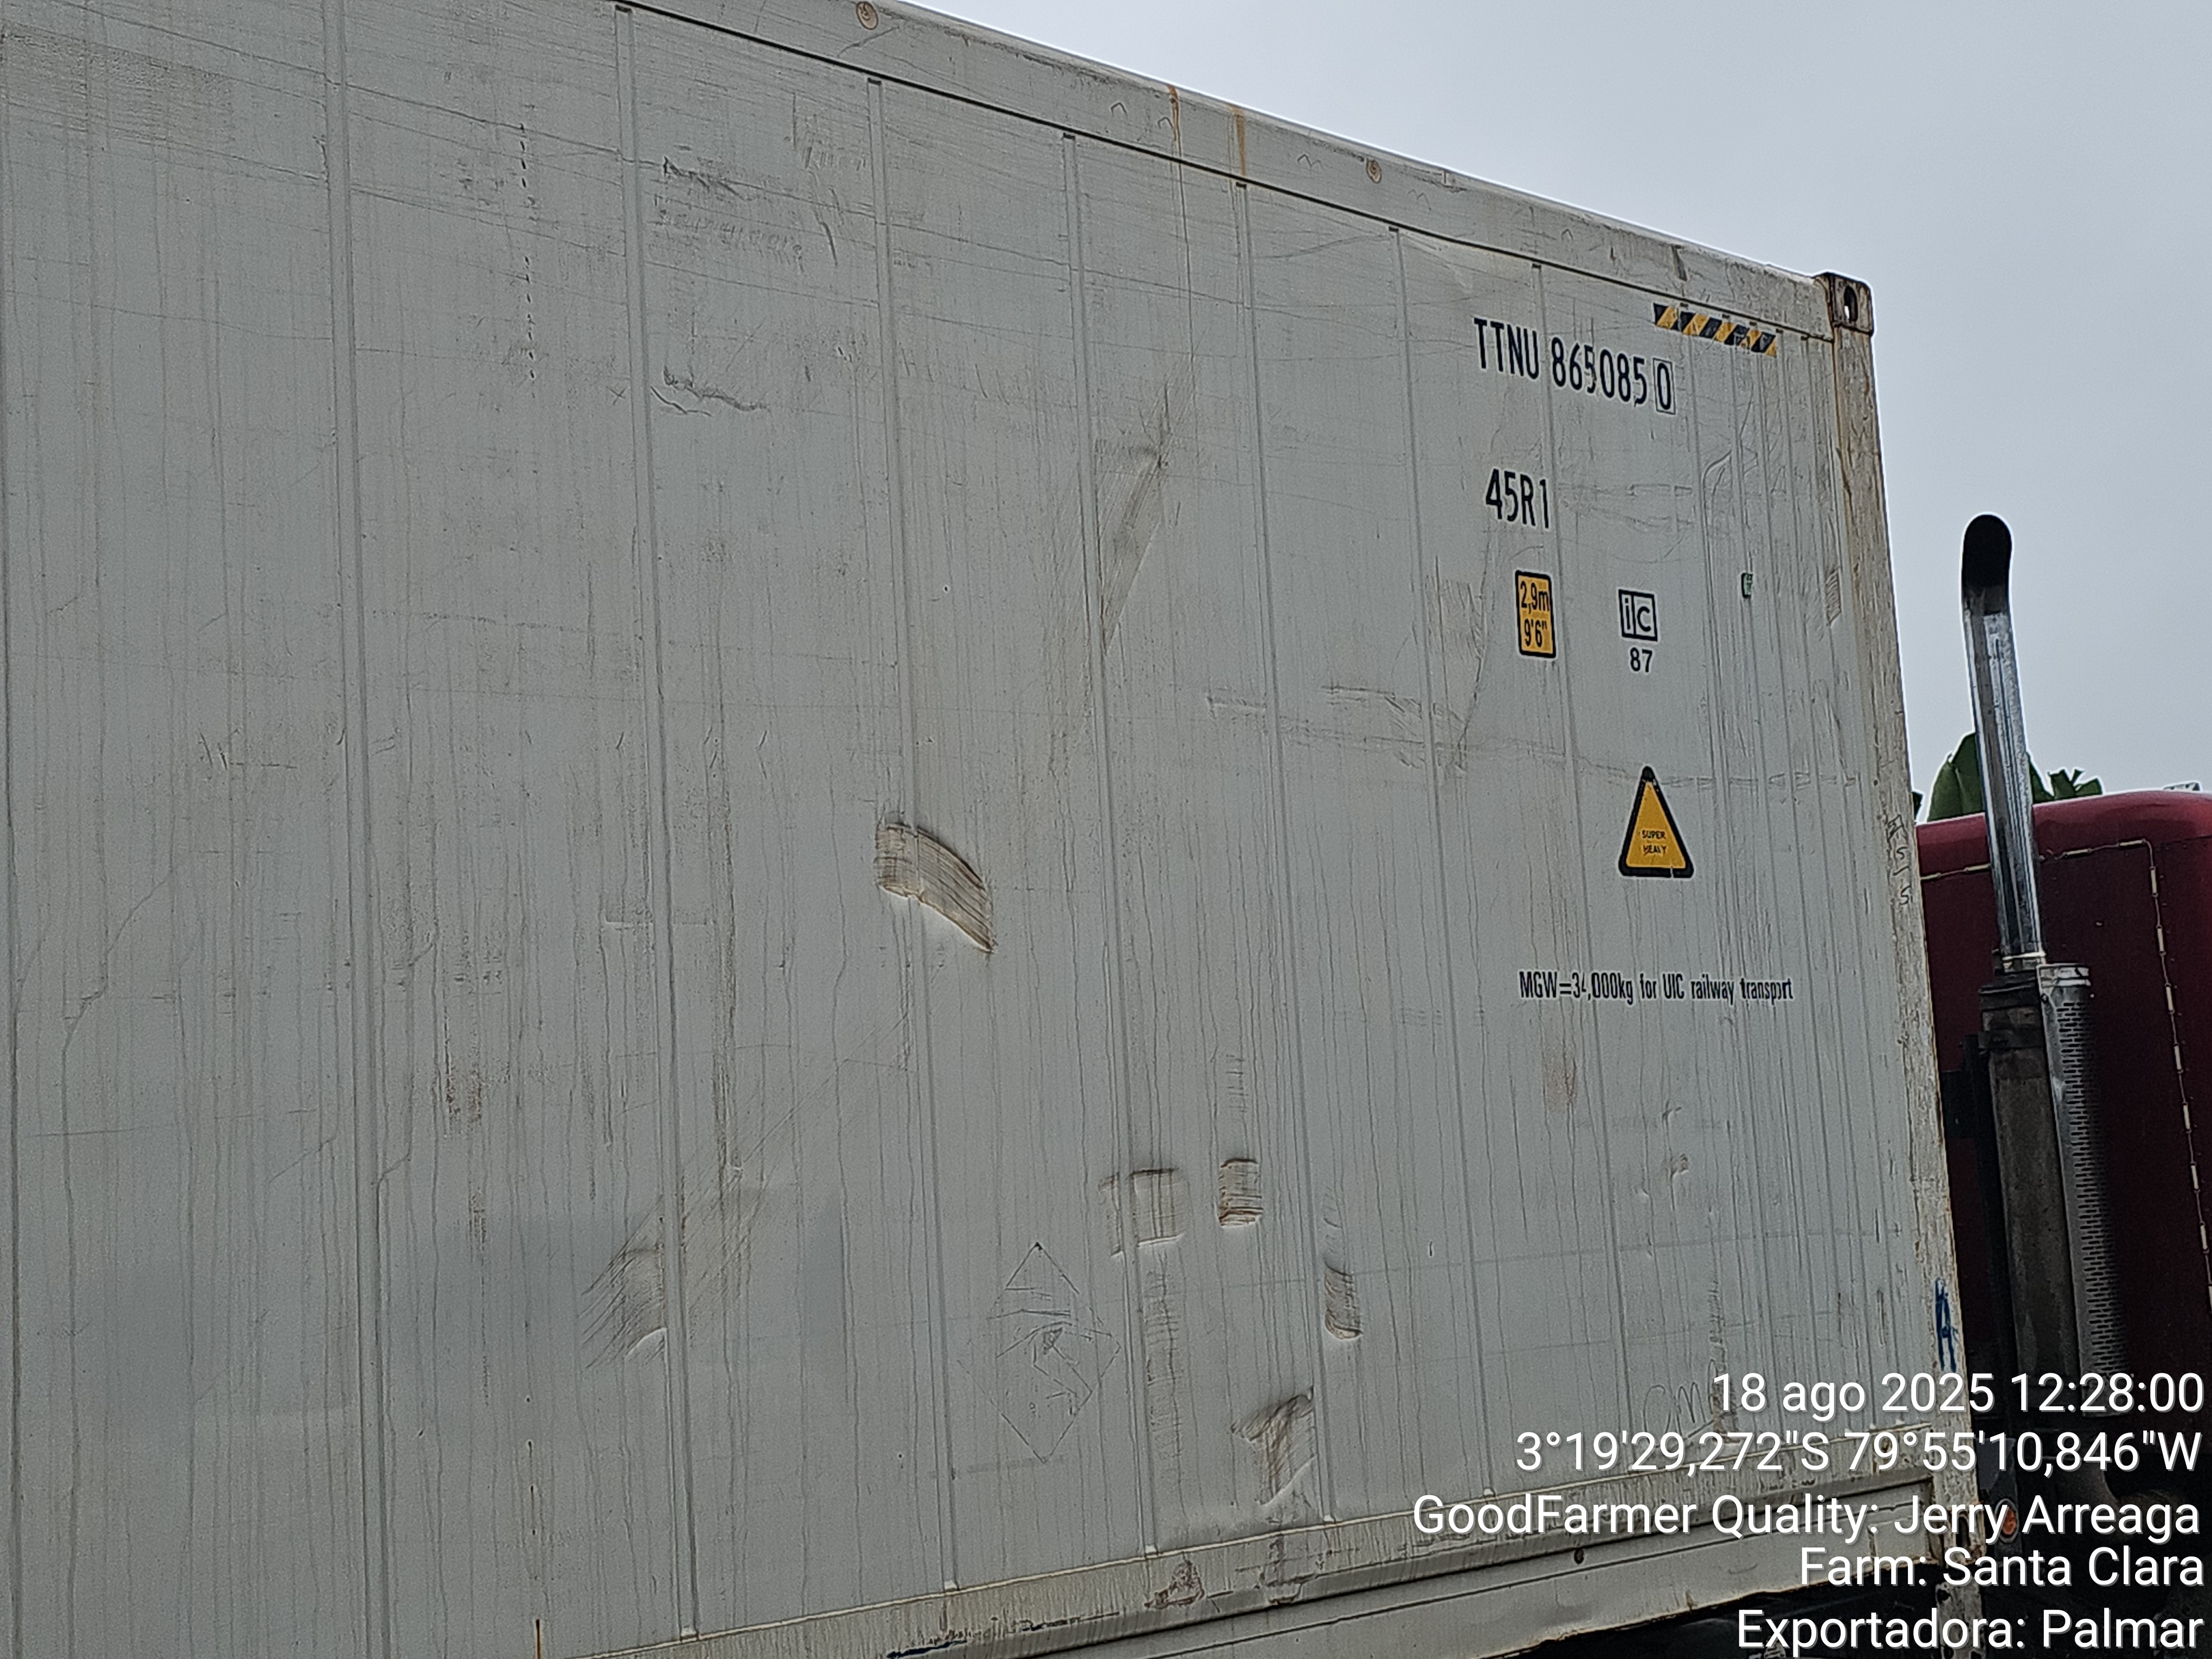 TTNU 865085 0
45R1
2,9m
9'6"
ic
87
SUPER
HEAVY
MGW=34,000kg for UIC railway transport
18 ago 2025 12:28:00
3°19'29,272"S 79°55'10,846"W
GoodFarmer Quality: Jerry Arreaga
Farm: Santa Clara
Exportadora: Palmar